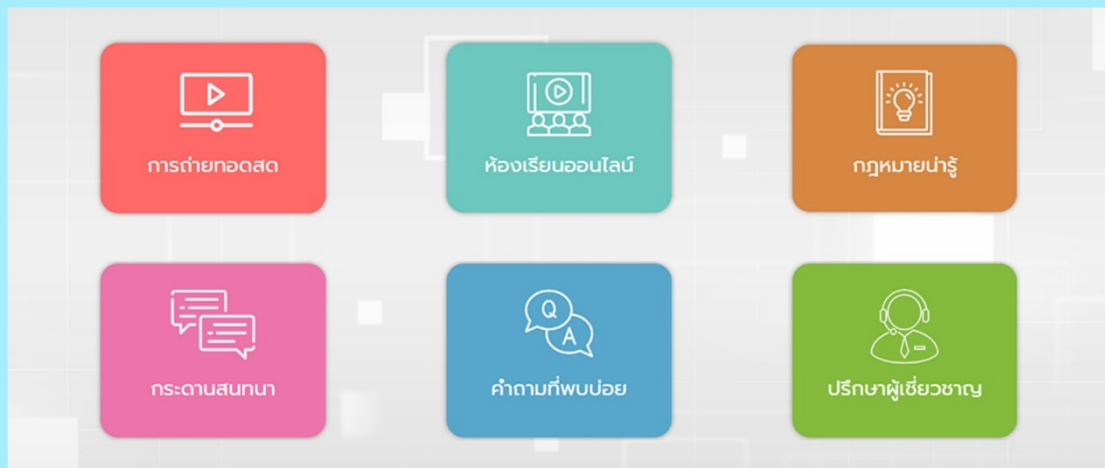 การถ่ายทอดสด
ห้องเรียนออนไลน์
กฎหมายน่ารู้
กระดานสนทนา
Q
A
คำถามที่พบบ่อย
ปรึกษาผู้เชี่ยวชาญ